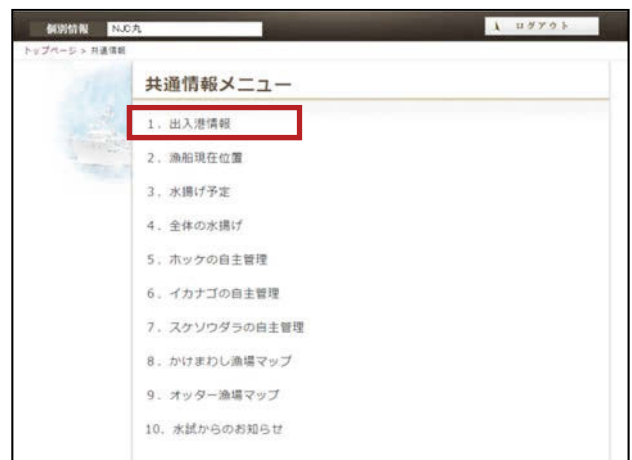 個別情報 NJC丸 ログアウト
トップページ > 共通情報
共通情報メニュー
1. 出入港情報
2. 漁船現在位置
3. 水揚げ予定
4. 全体の水揚げ
5. ホッケの自主管理
6. イカナゴの自主管理
7. スケソウダラの自主管理
8. かけまわし漁場マップ
9. オッター漁場マップ
10. 水試からのお知らせ